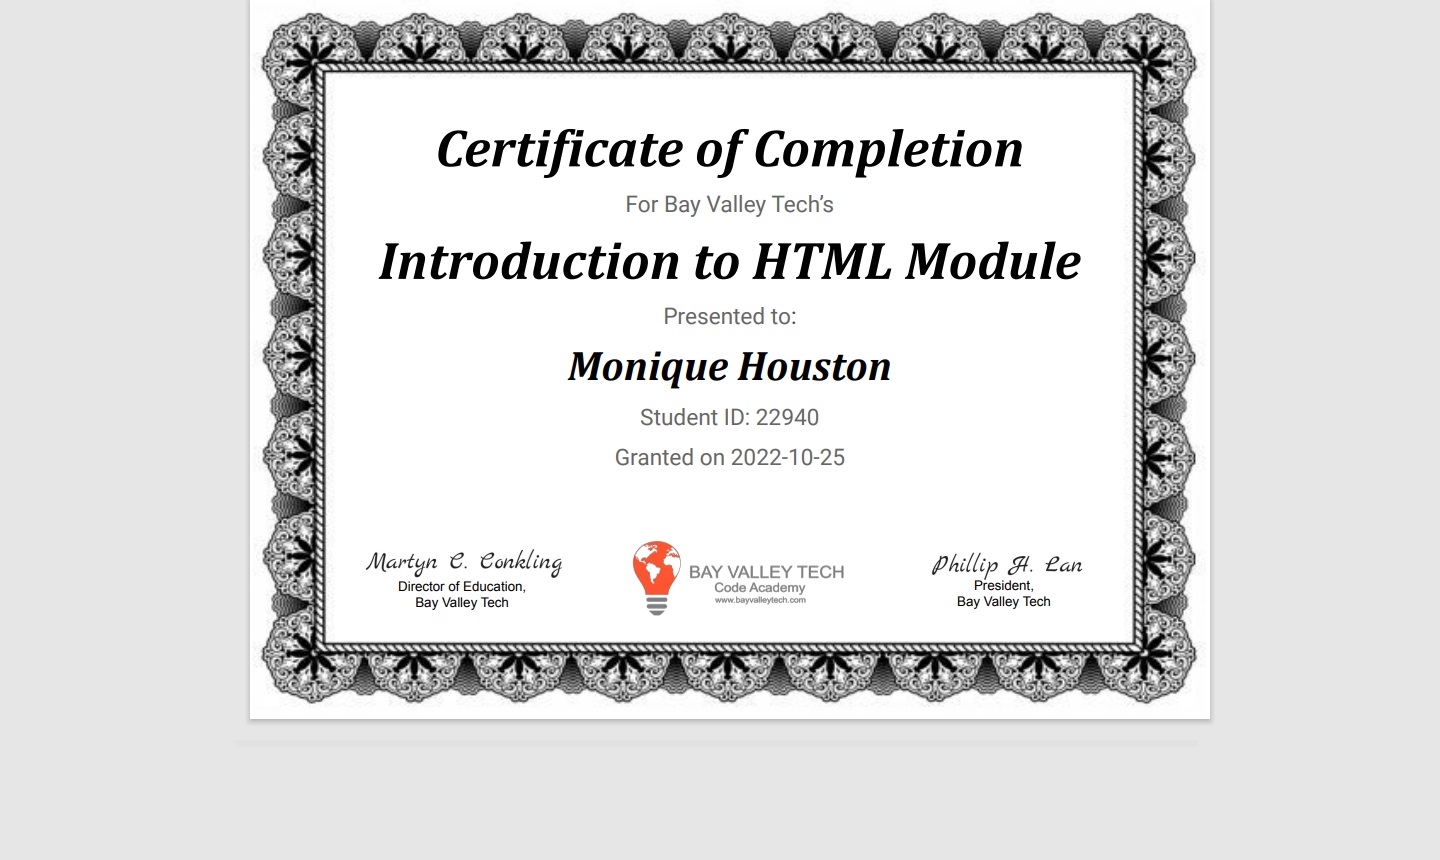 Certificate of Completion
For Bay Valley Tech’s
Introduction to HTML Module
Presented to:
Monique Houston
Student ID: 22940
Granted on 2022-10-25
Martyn C. Conkling
Director of Education,
Bay Valley Tech
BAY VALLEY TECH
Code Academy
www.bayvalleytech.com
Phillip H. Lan
President,
Bay Valley Tech